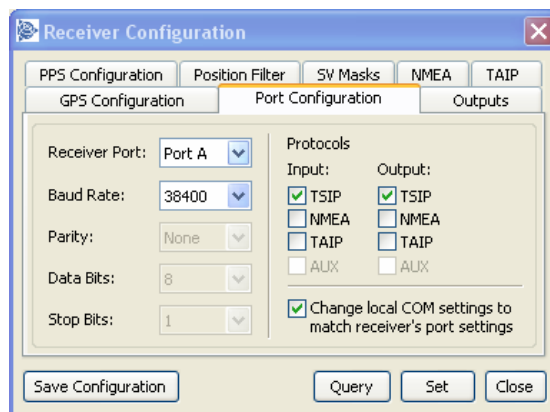 Receiver Configuration
PPS Configuration Position Filter SV Masks NMEA TAIP
GPS Configuration Port Configuration Outputs
Receiver Port: Port A
Baud Rate: 38400
Parity: None
Data Bits: 8
Stop Bits: 1
Protocols
Input: Output:
TSIP TSIP
NMEA NMEA
TAIP TAIP
AUX AUX
Change local COM settings to
match receiver's port settings
Save Configuration Query Set Close